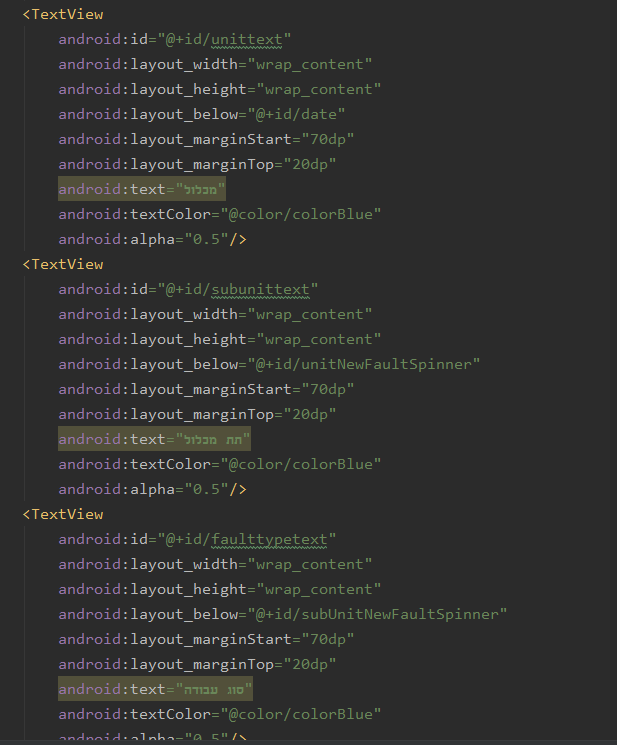 <TextView
android:id="@+id/unittext"
android:layout_width="wrap_content"
android:layout_height="wrap_content"
android:layout_below="@+id/date"
android:layout_marginStart="70dp"
android:layout_marginTop="20dp"
android:text="מכלול"
android:textColor="@color/colorBlue"
android:alpha="0.5"/>
<TextView
android:id="@+id/subunittext"
android:layout_width="wrap_content"
android:layout_height="wrap_content"
android:layout_below="@+id/unitNewFaultSpinner"
android:layout_marginStart="70dp"
android:layout_marginTop="20dp"
android:text="תת מכלול"
android:textColor="@color/colorBlue"
android:alpha="0.5"/>
<TextView
android:id="@+id/faulttypetext"
android:layout_width="wrap_content"
android:layout_height="wrap_content"
android:layout_below="@+id/subUnitNewFaultSpinner"
android:layout_marginStart="70dp"
android:layout_marginTop="20dp"
android:text="סוג עבודה"
android:textColor="@color/colorBlue"
android:alpha="0.5"/>